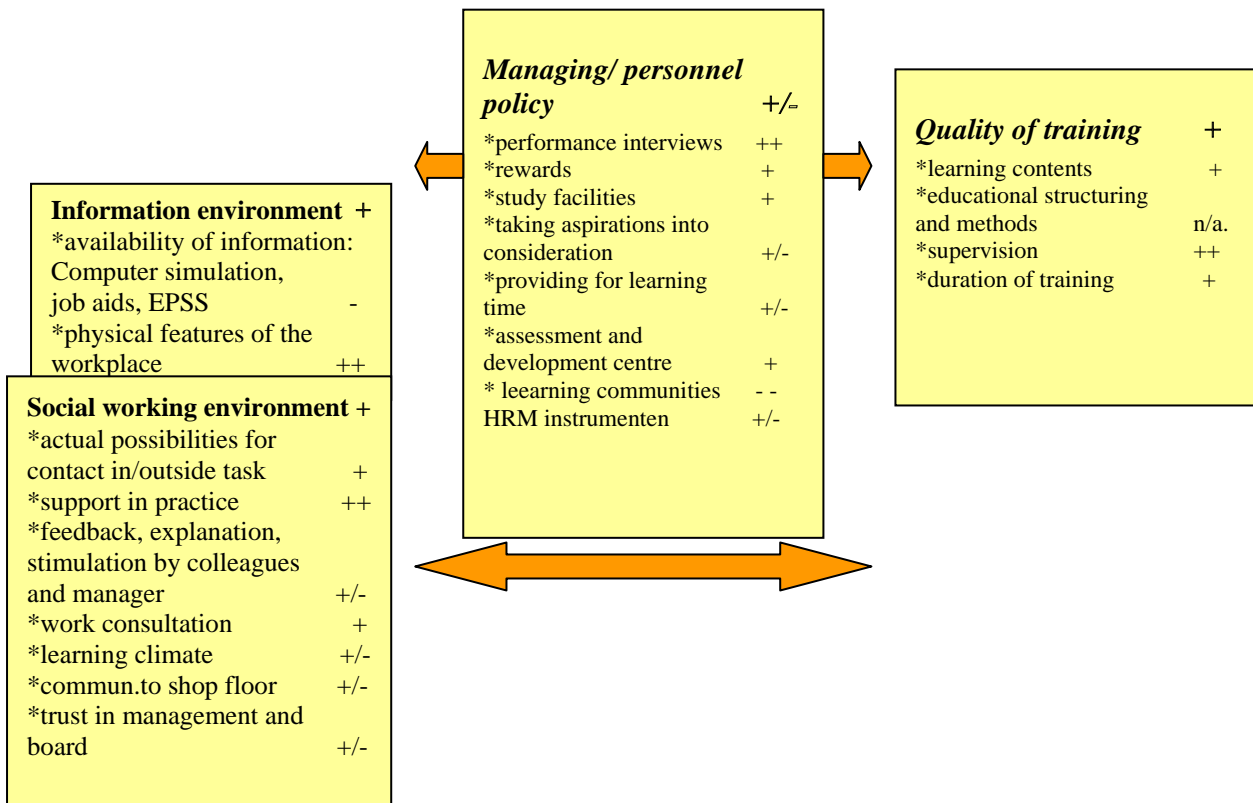 Information environment +
*availability of information:
Computer simulation,
job aids, EPSS -
*physical features of the
workplace ++
Social working environment +
*actual possibilities for
contact in/outside task +
*support in practice ++
*feedback, explanation,
stimulation by colleagues
and manager +/-
*work consultation +
*learning climate +/-
*commun.to shop floor +/-
*trust in management and
board +/-
Managing/ personnel
policy +/-
*performance interviews ++
*rewards +
*study facilities +
*taking aspirations into
consideration +/-
*providing for learning
time +/-
*assessment and
development centre +
* leearning communities - -
HRM instrumenten +/-
Quality of training +
*learning contents +
*educational structuring
and methods n/a.
*supervision ++
*duration of training +